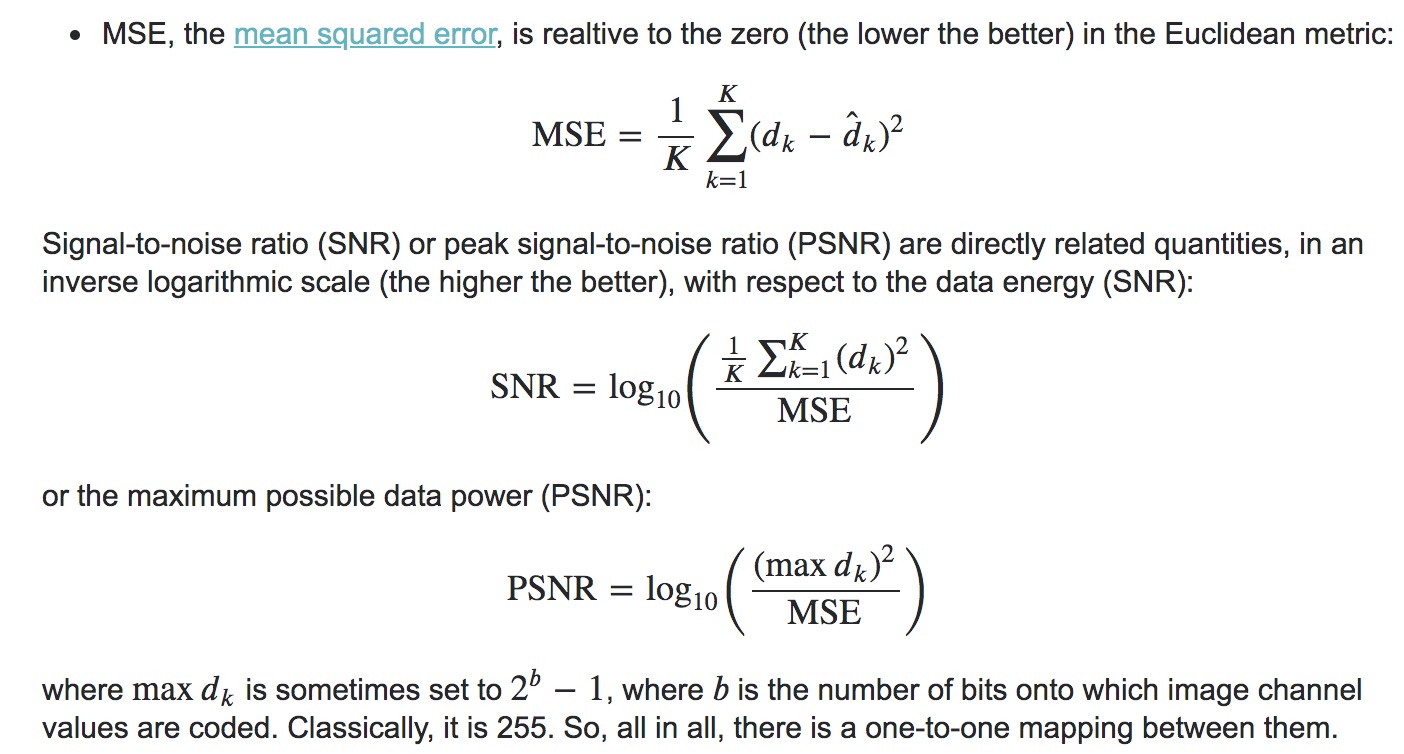 • MSE, the mean squared error, is realtive to the zero (the lower the better) in the Euclidean metric:
MSE = \frac{1}{K} \sum_{k=1}^{K} (d_k - \hat{d}_k)^2
Signal-to-noise ratio (SNR) or peak signal-to-noise ratio (PSNR) are directly related quantities, in an
inverse logarithmic scale (the higher the better), with respect to the data energy (SNR):
SNR = \log_{10} \left( \frac{\frac{1}{K} \sum_{k=1}^{K} (d_k)^2}{MSE} \right)
or the maximum possible data power (PSNR):
PSNR = \log_{10} \left( \frac{(\max d_k)^2}{MSE} \right)
where max d_k is sometimes set to 2^b − 1, where b is the number of bits onto which image channel
values are coded. Classically, it is 255. So, all in all, there is a one-to-one mapping between them.